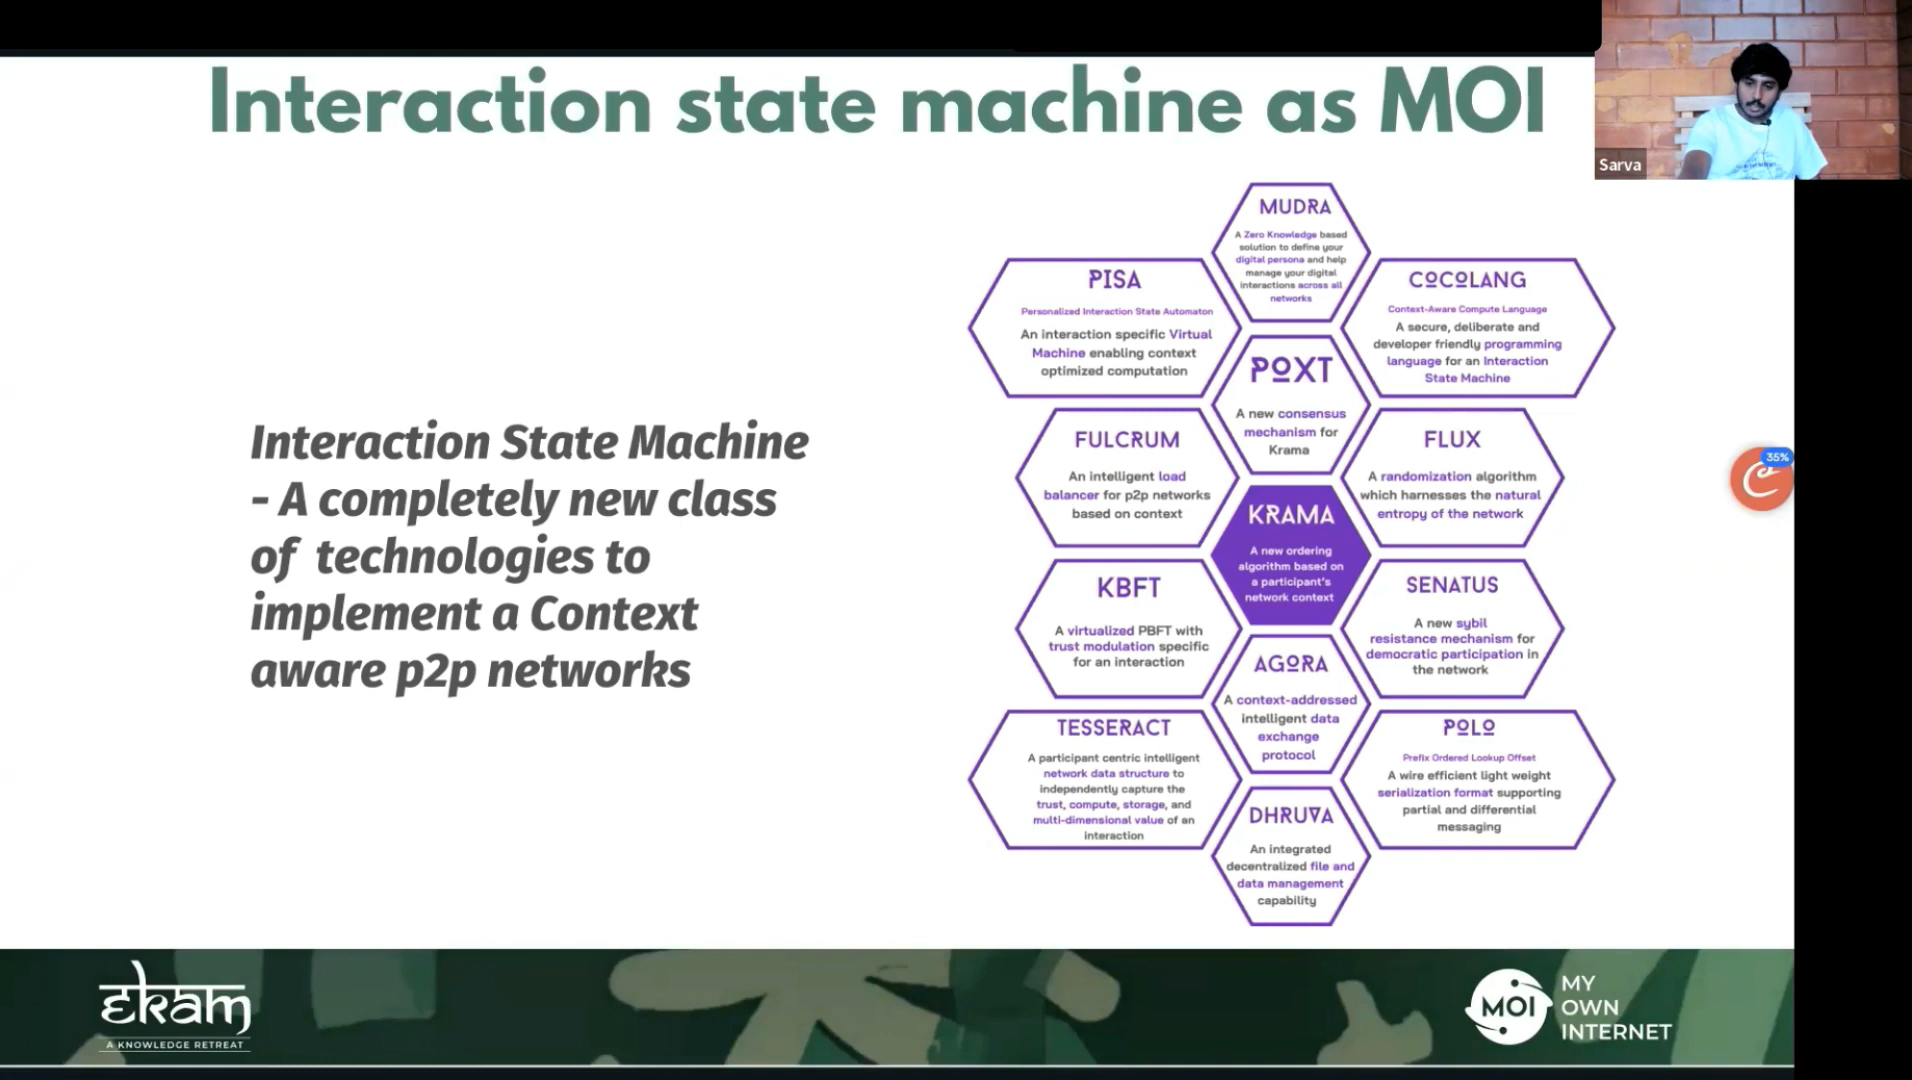 Interaction state machine as MOI
Sarva
Interaction State Machine
- A completely new class
of technologies to
implement a Context
aware p2p networks
MUDRA
A Zero Knowledge based
solution to define your
digital persona and help
manage your digital
interactions across all
networks
PISA
Personalized Interaction State Automaton
An interaction specific Virtual
Machine enabling context
optimized computation
COCOLANG
Context-Aware Compute Language
A secure, deliberate and
developer friendly programming
language for an Interaction
State Machine
POXT
A new consensus
mechanism for
Krama
FULCRUM
An intelligent load
balancer for p2p networks
based on context
FLUX
A randomization algorithm
which harnesses the natural
entropy of the network
KRAMA
A new ordering
algorithm based on
a participant's
network context
KBFT
A virtualized PBFT with
trust modulation specific
for an interaction
SENATUS
A new sybil
resistance mechanism for
democratic participation in
the network
AGORA
A context-addressed
intelligent data
exchange
protocol
TESSERACT
A participant centric intelligent
network data structure to
independently capture the
trust, compute, storage, and
multi-dimensional value of an
interaction
POLO
Prefix Ordered Lookup Offset
A wire efficient light weight
serialization format supporting
partial and differential
messaging
DHRUVA
An integrated
decentralized file and
data management
capability
35%
ekam
A KNOWLEDGE RETREAT
MOI
MY
OWN
INTERNET